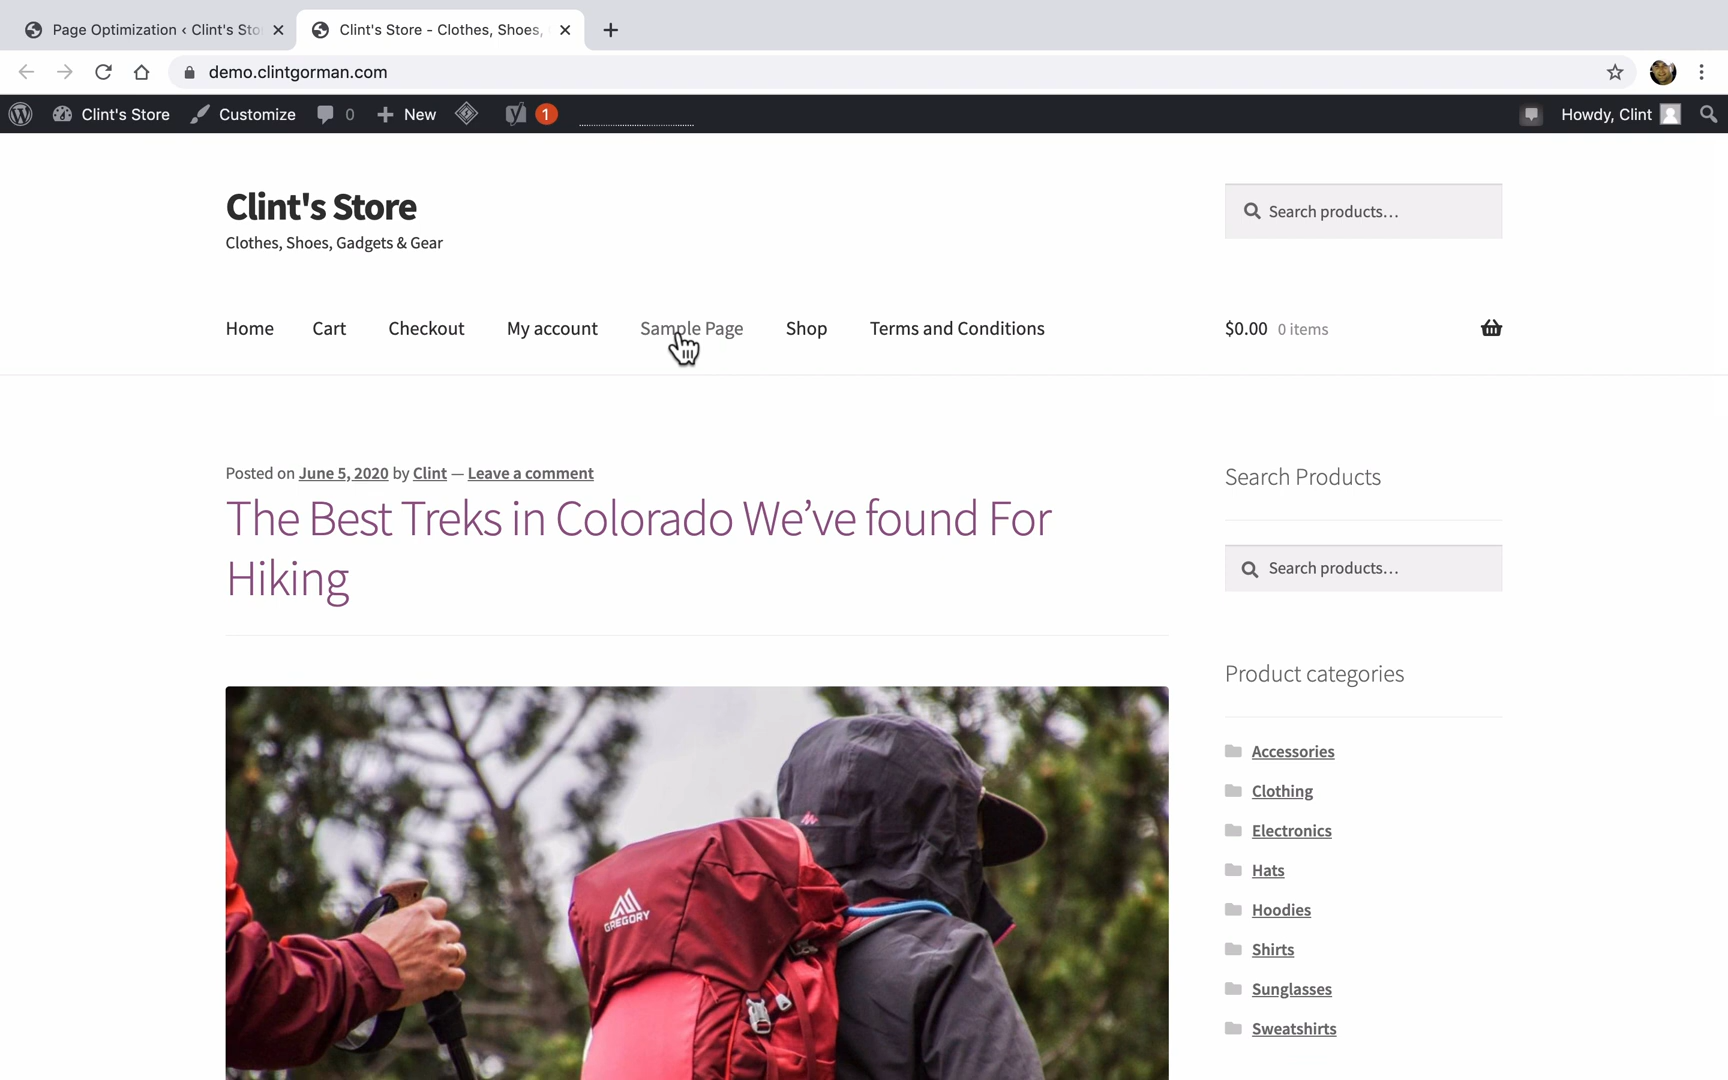 Page Optimization ‹ Clint's Sto
Clint's Store - Clothes, Shoes,
demo.clintgorman.com
Clint's Store
Customize
0
New
1
Howdy, Clint
Clint's Store
Clothes, Shoes, Gadgets & Gear
Search products…
Home
Cart
Checkout
My account
Sample Page
Shop
Terms and Conditions
$0.00 0 items
Posted on June 5, 2020 by Clint — Leave a comment
The Best Treks in Colorado We’ve found For
Hiking
GREGORY
Search Products
Search products…
Product categories
Accessories
Clothing
Electronics
Hats
Hoodies
Shirts
Sunglasses
Sweatshirts